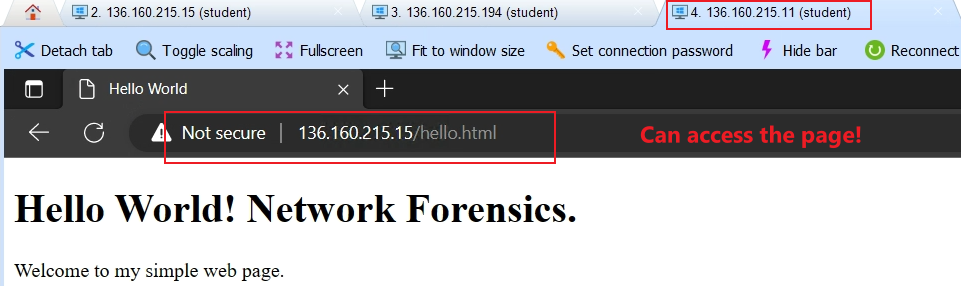 2. 136.160.215.15 (student) 3. 136.160.215.194 (student) 4. 136.160.215.11 (student)
Detach tab Toggle scaling Fullscreen Fit to window size Set connection password Hide bar Reconnect
Hello World
Not secure | 136.160.215.15/hello.html Can access the page!
Hello World! Network Forensics.
Welcome to my simple web page.